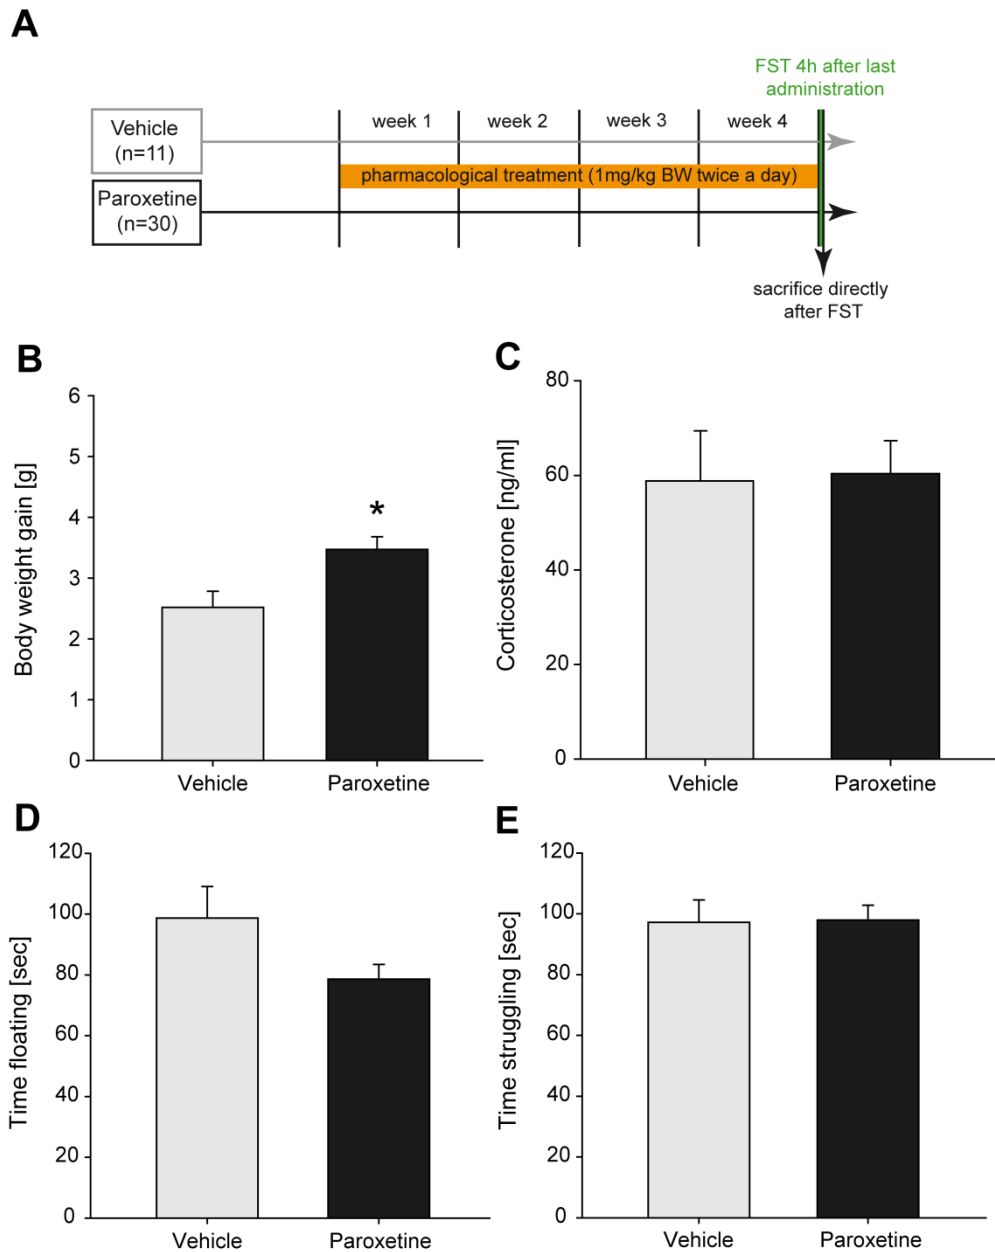 A
FST 4h after last
administration
Vehicle
(n=11)
week 1
week 2
week 3
week 4
pharmacological treatment (1mg/kg BW twice a day)
Paroxetine
(n=30)
sacrifice directly
after FST
B
Body weight gain [g]
6
5
4
3
2
1
0
*
Vehicle
Paroxetine
C
Corticosterone [ng/ml]
80
60
40
20
0
Vehicle
Paroxetine
D
Time floating [sec]
120
100
80
60
40
20
0
Vehicle
Paroxetine
E
Time struggling [sec]
120
100
80
60
40
20
0
Vehicle
Paroxetine